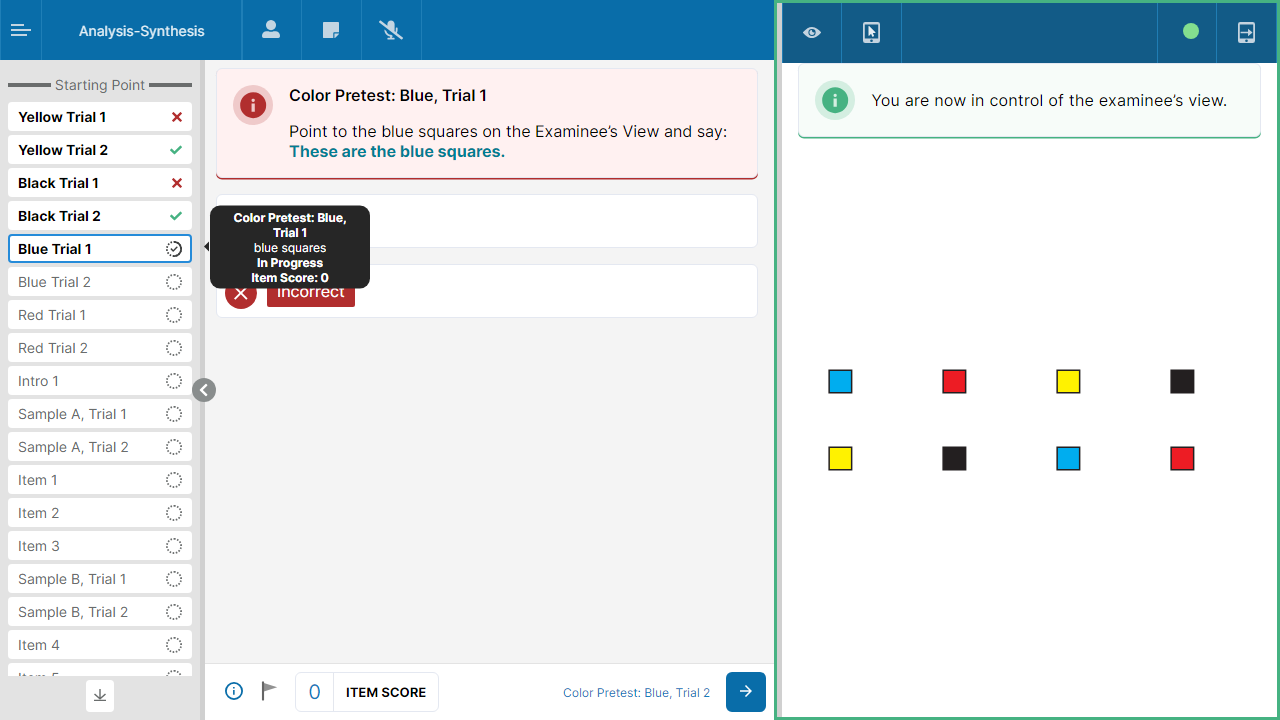 Analysis-Synthesis
Starting Point
Yellow Trial 1
Yellow Trial 2
Black Trial 1
Black Trial 2
Blue Trial 1
Blue Trial 2
Red Trial 1
Red Trial 2
Intro 1
Sample A, Trial 1
Sample A, Trial 2
Item 1
Item 2
Item 3
Sample B, Trial 1
Sample B, Trial 2
Item 4
Color Pretest: Blue, Trial 1
Point to the blue squares on the Examinee's View and say:
These are the blue squares.
Color Pretest: Blue,
Trial 1
blue squares
In Progress
Item Score: 0
Incorrect
0 ITEM SCORE
Color Pretest: Blue, Trial 2
You are now in control of the examinee's view.